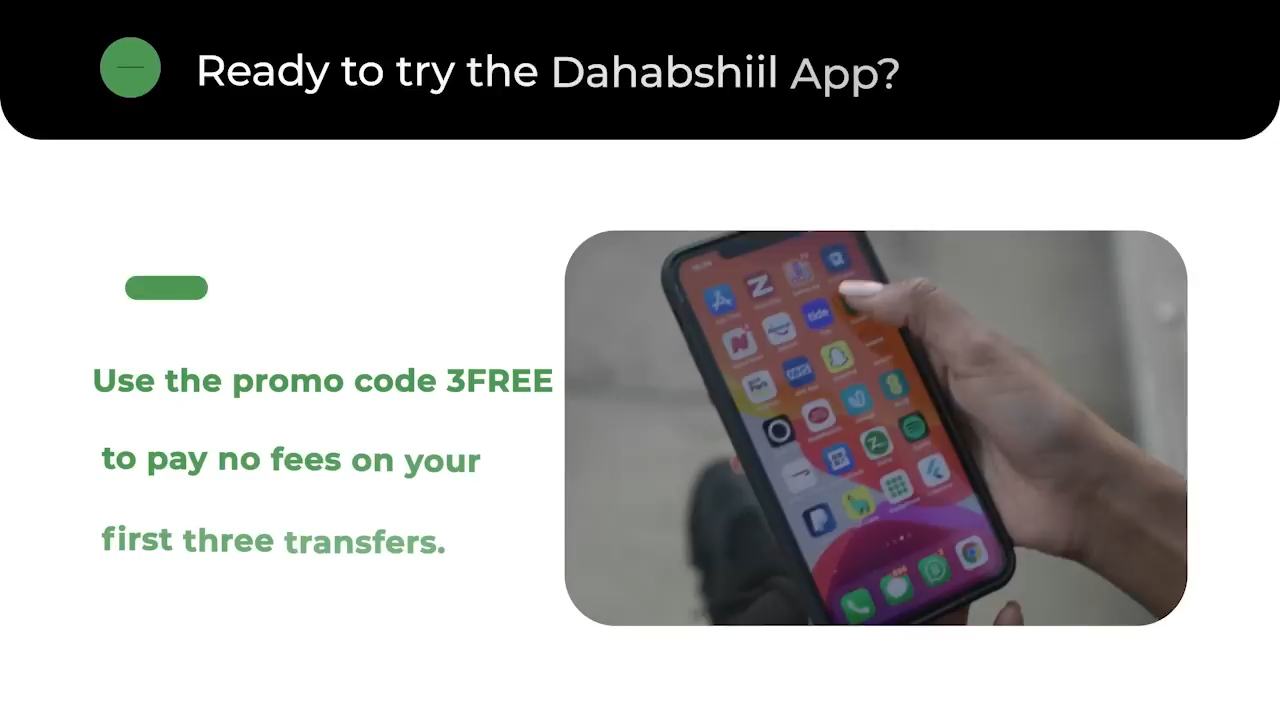 Ready to try the Dahabshiil App?
Use the promo code 3FREE
to pay no fees on your
first three transfers.
tide